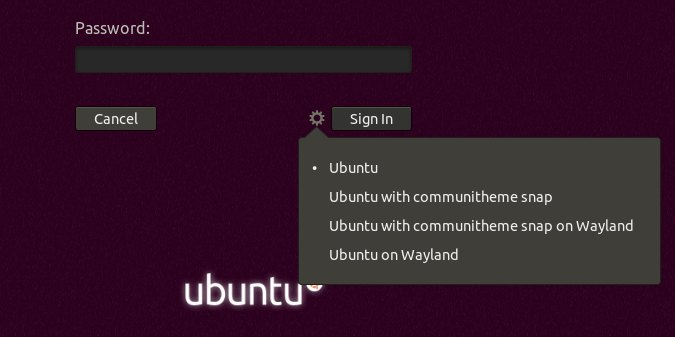 Password:
Cancel
Sign In
• Ubuntu
Ubuntu with communitheme snap
Ubuntu with communitheme snap on Wayland
Ubuntu on Wayland
ubuntu